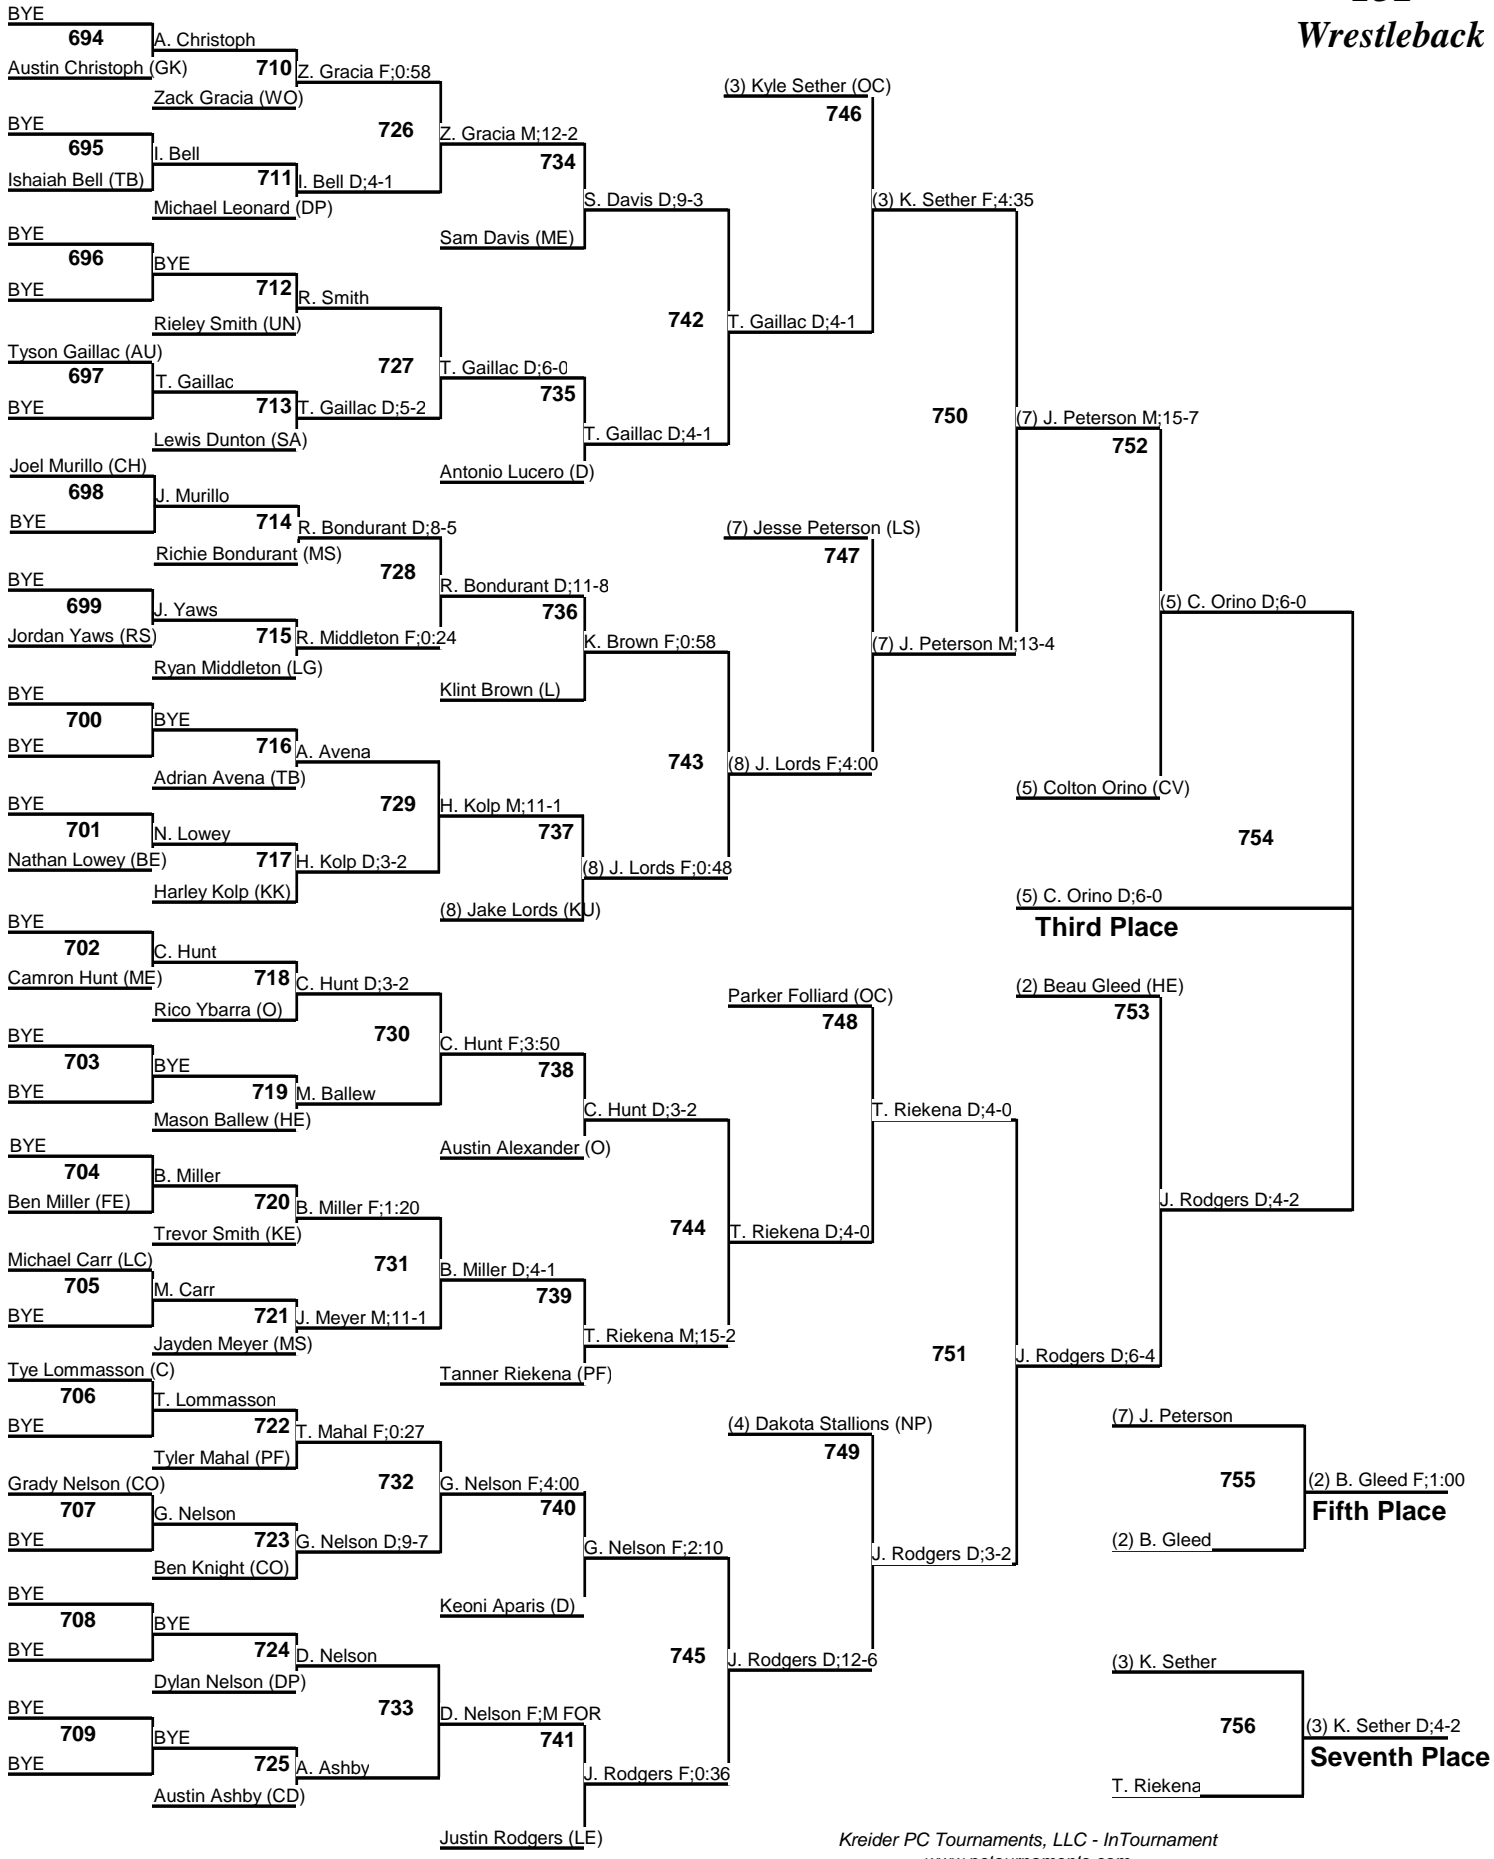 Wrestleback
BYE
694
A. Christoph
Austin Christoph (GK)
710
Z. Gracia F;0:58
Zack Gracia (WO)
BYE
695
I. Bell
Ishaiah Bell (TB)
711
I. Bell D;4-1
Michael Leonard (DP)
726
Z. Gracia M;12-2
734
S. Davis D;9-3
Sam Davis (ME)
BYE
696
BYE
BYE
712
R. Smith
Rieley Smith (UN)
Tyson Gaillac (AU)
697
T. Gaillac
BYE
713
T. Gaillac D;5-2
Lewis Dunton (SA)
727
T. Gaillac D;6-0
735
T. Gaillac D;4-1
Antonio Lucero (D)
742
T. Gaillac D;4-1
(3) Kyle Sether (OC)
746
(3) K. Sether F;4:35
Joel Murillo (CH)
698
J. Murillo
BYE
714
R. Bondurant D;8-5
Richie Bondurant (MS)
BYE
699
J. Yaws
Jordan Yaws (RS)
715
R. Middleton F;0:24
Ryan Middleton (LG)
728
R. Bondurant D;11-8
736
K. Brown F;0:58
Klint Brown (L)
BYE
700
BYE
BYE
716
A. Avena
Adrian Avena (TB)
BYE
701
N. Lowey
Nathan Lowey (BE)
717
H. Kolp D;3-2
Harley Kolp (KK)
729
H. Kolp M;11-1
737
(8) J. Lords F;0:48
(8) Jake Lords (KU)
743
(8) J. Lords F;4:00
(7) Jesse Peterson (LS)
747
(7) J. Peterson M;13-4
750
(7) J. Peterson M;15-7
752
(5) C. Orino D;6-0
(5) Colton Orino (CV)
754
(5) C. Orino D;6-0
Third Place
BYE
702
C. Hunt
Camron Hunt (ME)
718
C. Hunt D;3-2
Rico Ybarra (O)
BYE
703
BYE
BYE
719
M. Ballew
Mason Ballew (HE)
730
C. Hunt F;3:50
738
C. Hunt D;3-2
Austin Alexander (O)
BYE
704
B. Miller
Ben Miller (FE)
720
B. Miller F;1:20
Trevor Smith (KE)
Michael Carr (LC)
705
M. Carr
BYE
721
J. Meyer M;11-1
Jayden Meyer (MS)
731
B. Miller D;4-1
739
T. Riekena M;15-2
Tanner Riekena (PF)
744
T. Riekena D;4-0
Parker Folliard (OC)
748
T. Riekena D;4-0
Tye Lommasson (C)
706
T. Lommasson
BYE
722
T. Mahal F;0:27
Tyler Mahal (PF)
Grady Nelson (CO)
707
G. Nelson
BYE
723
G. Nelson D;9-7
Ben Knight (CO)
732
G. Nelson F;4:00
740
G. Nelson F;2:10
Keoni Aparis (D)
BYE
708
BYE
BYE
724
D. Nelson
Dylan Nelson (DP)
BYE
709
BYE
BYE
725
A. Ashby
Austin Ashby (CD)
733
D. Nelson F;M FOR
741
J. Rodgers F;0:36
Justin Rodgers (LE)
745
J. Rodgers D;12-6
(4) Dakota Stallions (NP)
749
J. Rodgers D;3-2
751
J. Rodgers D;6-4
(2) Beau Gleed (HE)
753
J. Rodgers D;4-2
(7) J. Peterson
755
(2) B. Gleed F;1:00
Fifth Place
(2) B. Gleed
(3) K. Sether
756
(3) K. Sether D;4-2
Seventh Place
T. Riekena
Kreider PC Tournaments, LLC - InTournament